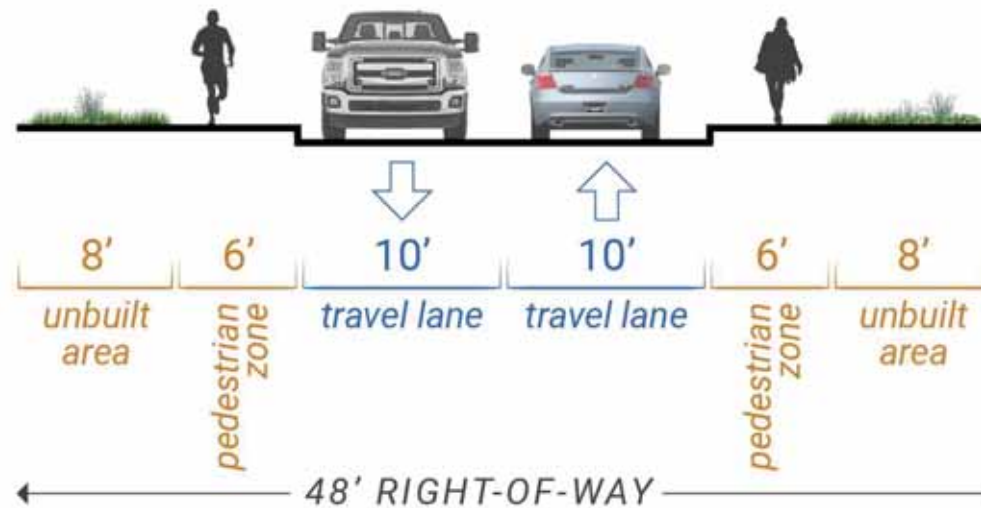 8’ 6’ 10’ 10’ 6’ 8’
unbuilt
area
pedestrian
zone
travel lane
travel lane
pedestrian
zone
unbuilt
area
48’ RIGHT-OF-WAY